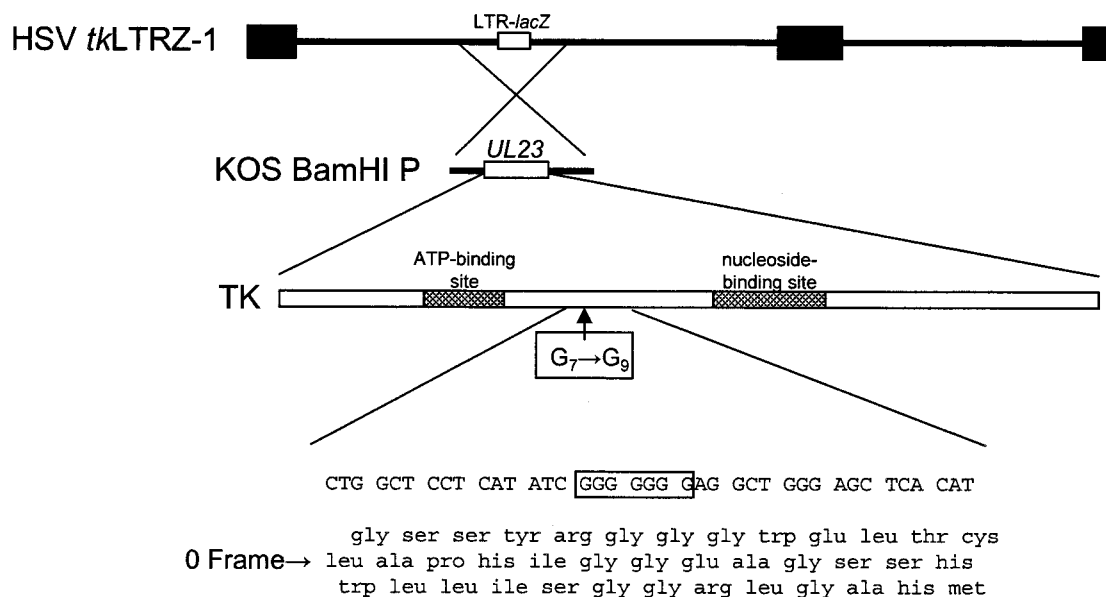 LTR-lacZ
HSV tkLTRZ-1
UL23
KOS BamHI P
ATP-binding site
nucleoside-binding site
TK
G7→G9
CTG GCT CCT CAT ATC GGG GGG GAG GCT GGG AGC TCA CAT
gly ser ser tyr arg gly gly gly trp glu leu thr cys
0 Frame→ leu ala pro his ile gly gly glu ala gly ser ser his
trp leu leu ile ser gly gly arg leu gly ala his met